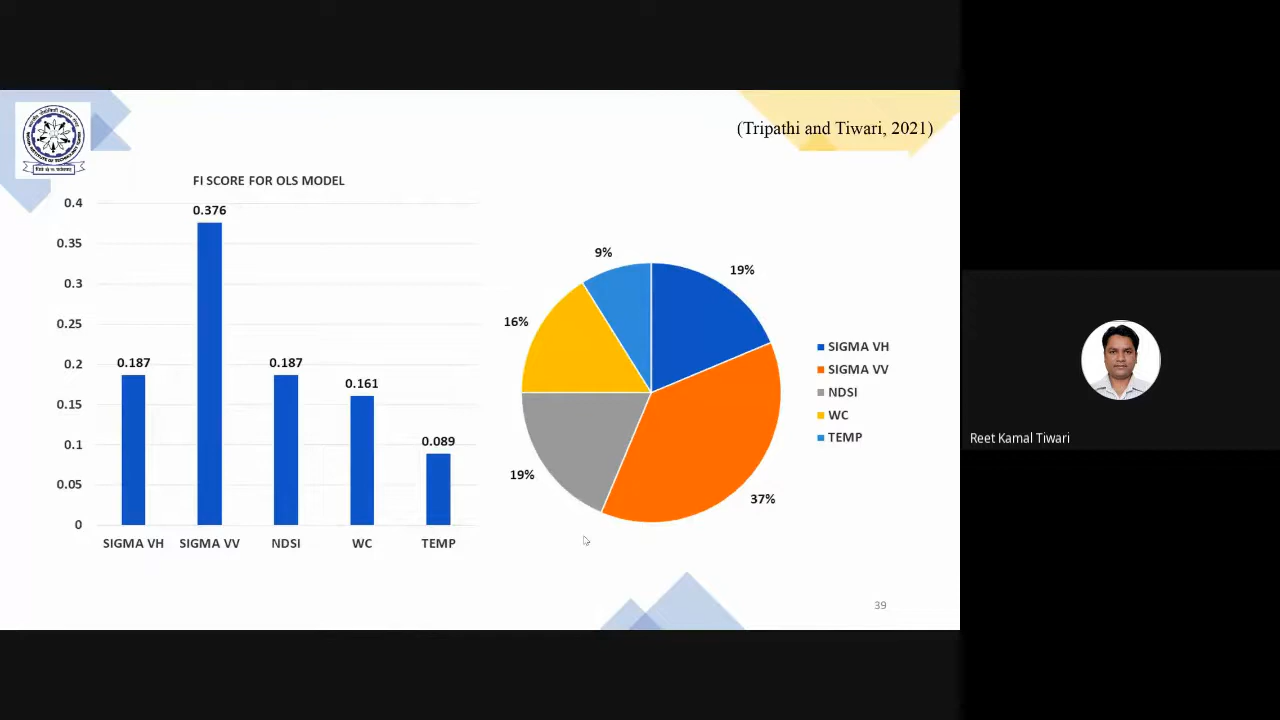 (Tripathi and Tiwari, 2021)
FI SCORE FOR OLS MODEL
0.4
0.35
0.3
0.25
0.2
0.15
0.1
0.05
0
0.187
0.376
0.187
0.161
0.089
SIGMA VH
SIGMA VV
NDSI
WC
TEMP
9%
19%
16%
19%
37%
SIGMA VH
SIGMA VV
NDSI
WC
TEMP
39
Reet Kamal Tiwari